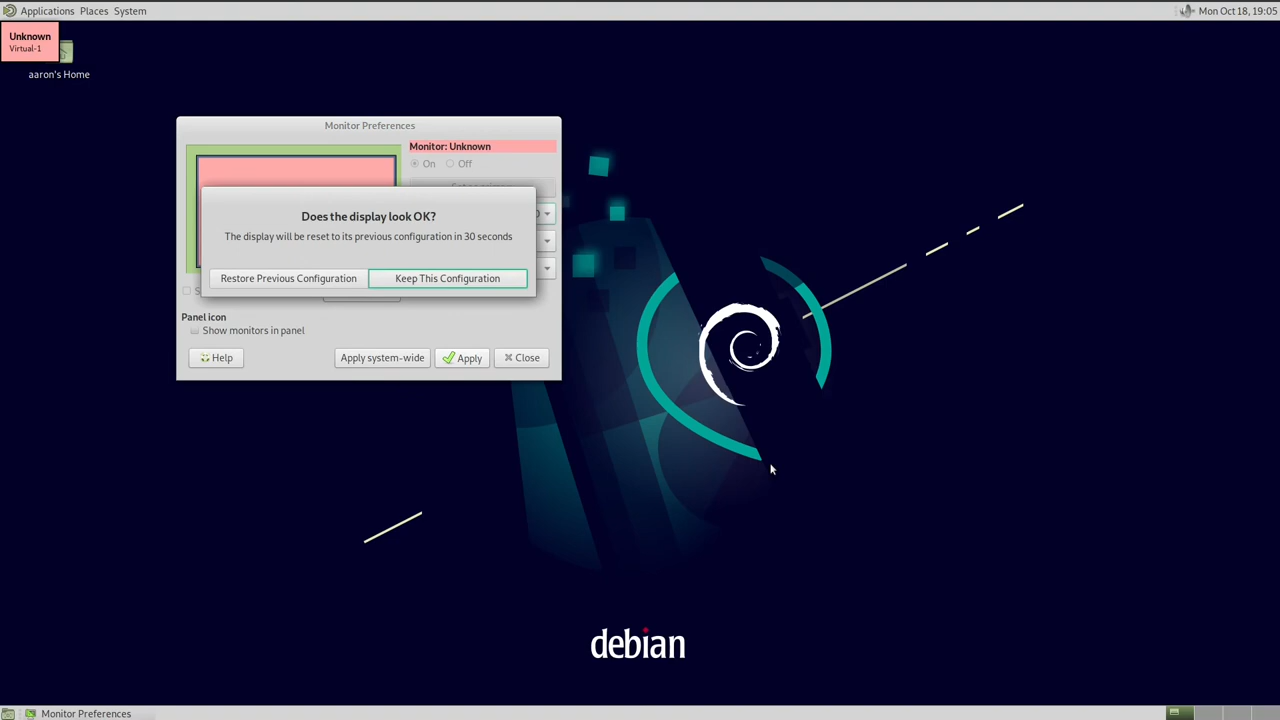 Applications Places System
Mon Oct 18, 19:05
Unknown
Virtual-1
aaron's Home
Monitor Preferences
Monitor: Unknown
On Off
Does the display look OK?
The display will be reset to its previous configuration in 30 seconds
Restore Previous Configuration Keep This Configuration
Panel icon
Show monitors in panel
Help Apply system-wide Apply Close
debian
Monitor Preferences